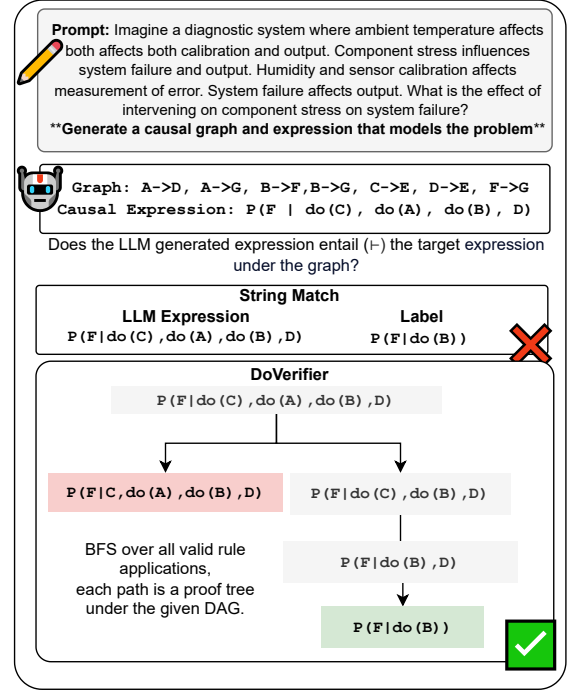 Prompt: Imagine a diagnostic system where ambient temperature affects
both affects both calibration and output. Component stress influences
system failure and output. Humidity and sensor calibration affects
measurement of error. System failure affects output. What is the effect of
intervening on component stress on system failure?
**Generate a causal graph and expression that models the problem**
Graph: A->D, A->G, B->F,B->G, C->E, D->E, F->G
Causal Expression: P(F | do(C), do(A), do(B), D)
Does the LLM generated expression entail (⊢) the target expression
under the graph?
String Match
LLM Expression Label
P(F|do(C),do(A),do(B),D) P(F|do(B))
DoVerifier
P(F|do(C),do(A),do(B),D)
P(F|C,do(A),do(B),D) P(F|do(C),do(B),D)
BFS over all valid rule
applications,
each path is a proof tree
under the given DAG.
P(F|do(B),D)
P(F|do(B))